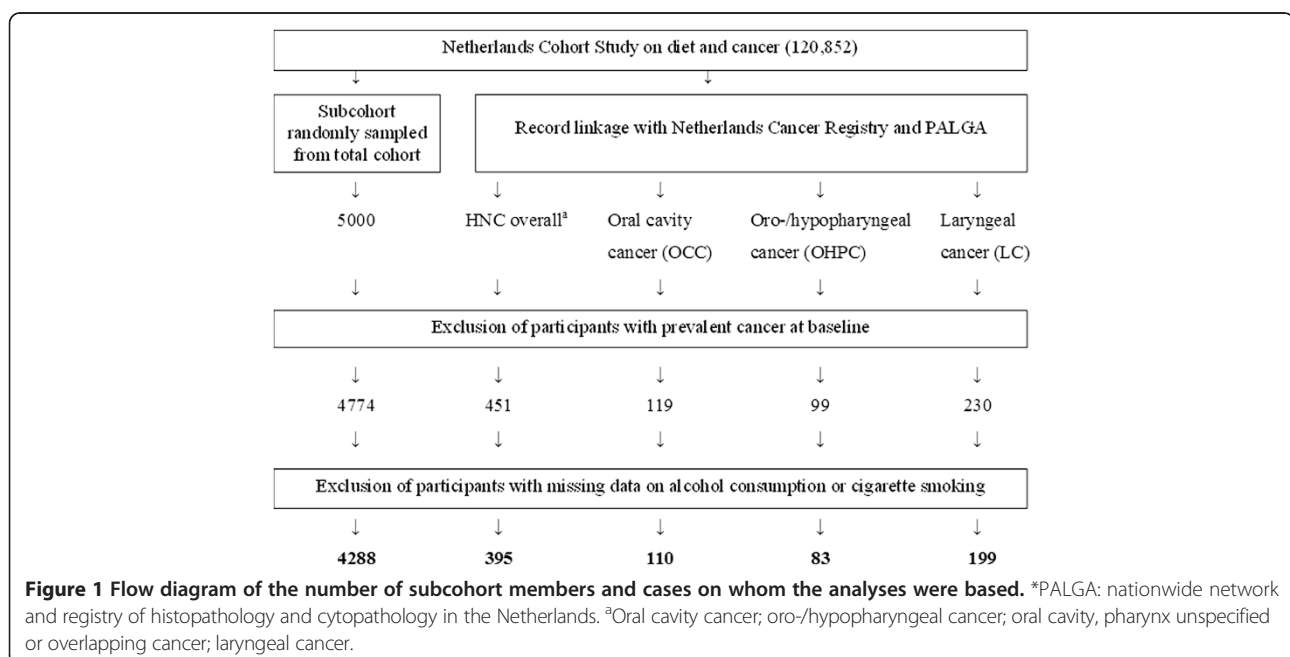 Netherlands Cohort Study on diet and cancer (120,852)
↓ ↓
Subcohort
randomly sampled
from total cohort
Record linkage with Netherlands Cancer Registry and PALGA
↓ ↓ ↓ ↓ ↓
5000 HNC overallª Oral cavity Oro-/hypopharyngeal Laryngeal
cancer (OCC) cancer (OHPC) cancer (LC)
↓ ↓ ↓ ↓ ↓
Exclusion of participants with prevalent cancer at baseline
↓ ↓ ↓ ↓ ↓
4774 451 119 99 230
↓ ↓ ↓ ↓ ↓
Exclusion of participants with missing data on alcohol consumption or cigarette smoking
↓ ↓ ↓ ↓ ↓
4288 395 110 83 199
Figure 1 Flow diagram of the number of subcohort members and cases on whom the analyses were based. *PALGA: nationwide network
and registry of histopathology and cytopathology in the Netherlands. ªOral cavity cancer; oro-/hypopharyngeal cancer; oral cavity, pharynx unspecified
or overlapping cancer; laryngeal cancer.